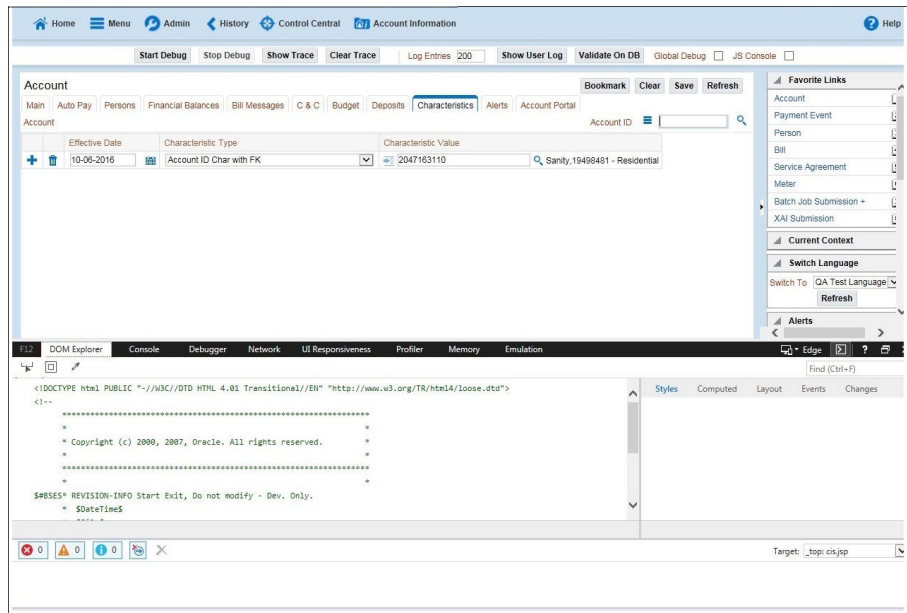 Home Menu Admin History Control Central Account Information Help
Start Debug Stop Debug Show Trace Clear Trace Log Entries 200 Show User Log Validate On DB Global Debug JS Console
Account Bookmark Clear Save Refresh
Main Auto Pay Persons Financial Balances Bill Messages C & C Budget Deposits Characteristics Alerts Account Portal
Account Account ID
Effective Date Characteristic Type Characteristic Value
10-06-2016 Account ID Char with FK 2047163110 Sanity,19498481 - Residential
Favorite Links
Account
Payment Event
Person
Bill
Service Agreement
Meter
Batch Job Submission +
XAI Submission
Current Context
Switch Language
Switch To QA Test Language
Refresh
Alerts
F12 DOM Explorer Console Debugger Network UI Responsiveness Profiler Memory Emulation Edge ?
Find (Ctrl+F)
<!DOCTYPE html PUBLIC "-//W3C//DTD HTML 4.01 Transitional//EN" "http://www.w3.org/TR/html4/loose.dtd">
<!--
* Copyright (c) 2000, 2007, Oracle. All rights reserved. *
$#BSES* REVISION-INFO Start Exit, Do not modify - Dev. Only.
* $DateTime$
Styles Computed Layout Events Changes
0 0 0
Target: _top: cis.jsp